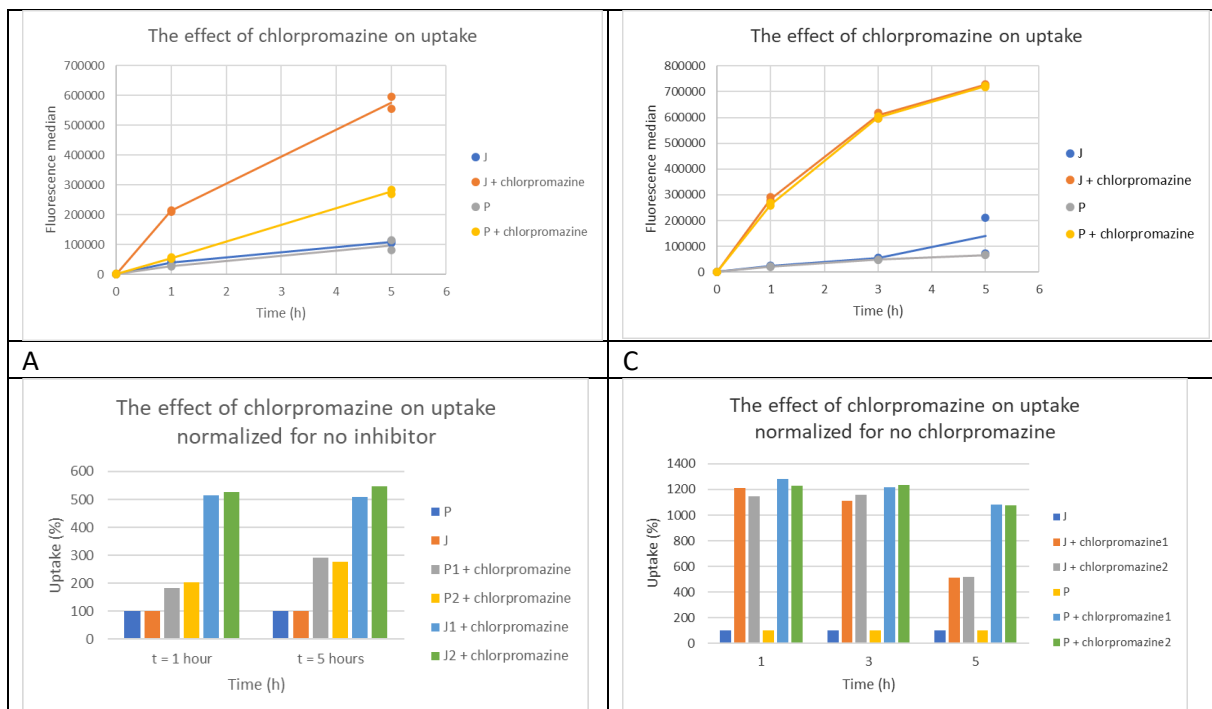 The effect of chlorpromazine on uptake
Fluorescence median
700000
600000
500000
400000
300000
200000
100000
0
0 1 2 3 4 5 6
Time (h)
J
J + chlorpromazine
P
P + chlorpromazine
The effect of chlorpromazine on uptake
Fluorescence median
800000
700000
600000
500000
400000
300000
200000
100000
0
0 1 2 3 4 5 6
Time (h)
J
J + chlorpromazine
P
P + chlorpromazine
A
C
The effect of chlorpromazine on uptake
normalized for no inhibitor
Uptake (%)
600
500
400
300
200
100
0
t = 1 hour t = 5 hours
Time (h)
P
J
P1 + chlorpromazine
P2 + chlorpromazine
J1 + chlorpromazine
J2 + chlorpromazine
The effect of chlorpromazine on uptake
normalized for no chlorpromazine
Uptake (%)
1400
1200
1000
800
600
400
200
0
1 3 5
Time (h)
J
J + chlorpromazine1
J + chlorpromazine2
P
P + chlorpromazine1
P + chlorpromazine2